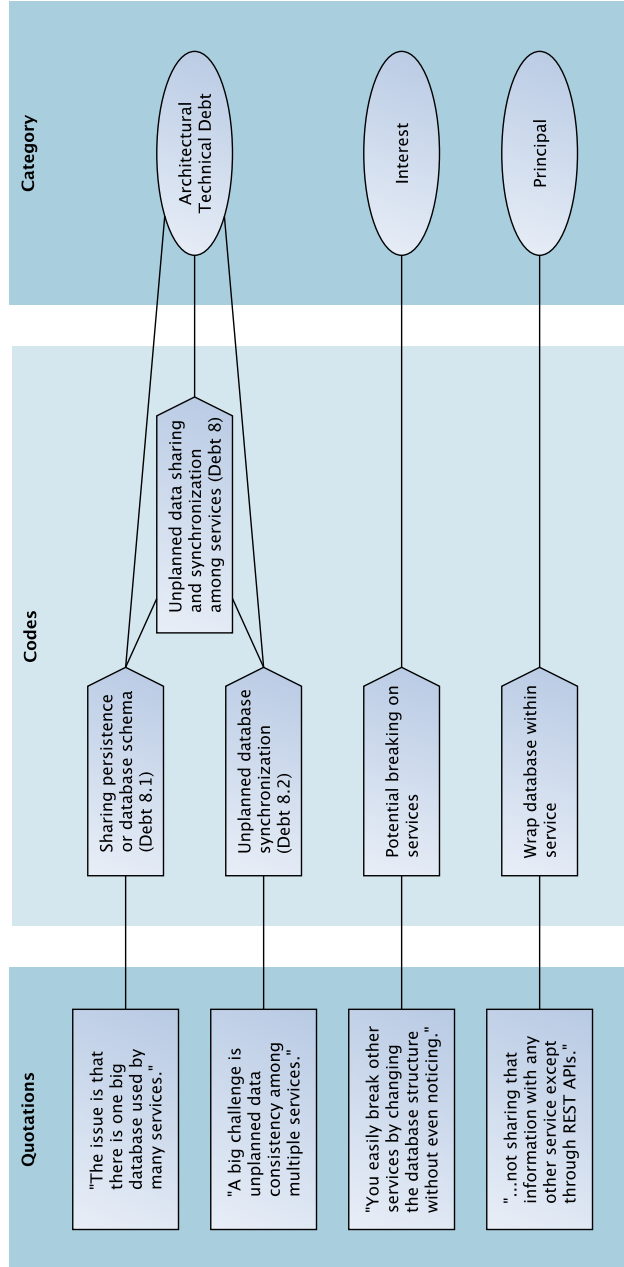 Quotations
"The issue is that
there is one big
database used by
many services."
"A big challenge is
unplanned data
consistency among
multiple services."
"You easily break other
services by changing
the database structure
without even noticing."
"...not sharing that
information with any
other service except
through REST APIs."
Codes
Sharing persistence
or database schema
(Debt 8.1)
Unplanned database
synchronization
(Debt 8.2)
Unplanned data sharing
and synchronization
among services (Debt 8)
Potential breaking on
services
Wrap database within
service
Category
Architectural
Technical Debt
Interest
Principal